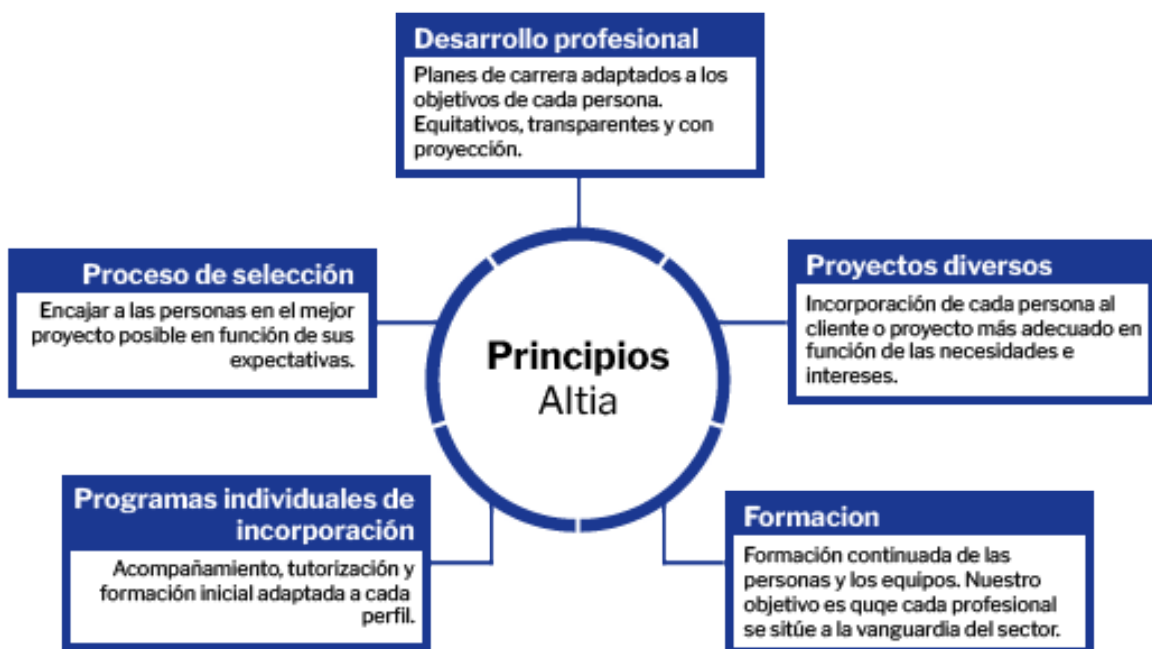 Desarrollo profesional
Planes de carrera adaptados a los
objetivos de cada persona.
Equitativos, transparentes y con
proyección.
Proceso de selección
Encajar a las personas en el mejor
proyecto posible en función de sus
expectativas.
Proyectos diversos
Incorporación de cada persona al
cliente o proyecto más adecuado en
función de las necesidades e
intereses.
Principios
Altia
Programas individuales de
incorporación
Acompañamiento, tutorización y
formación inicial adaptada a cada
perfil.
Formacion
Formación continuada de las
personas y los equipos. Nuestro
objetivo es quqe cada profesional
se sitúe a la vanguardia del sector.